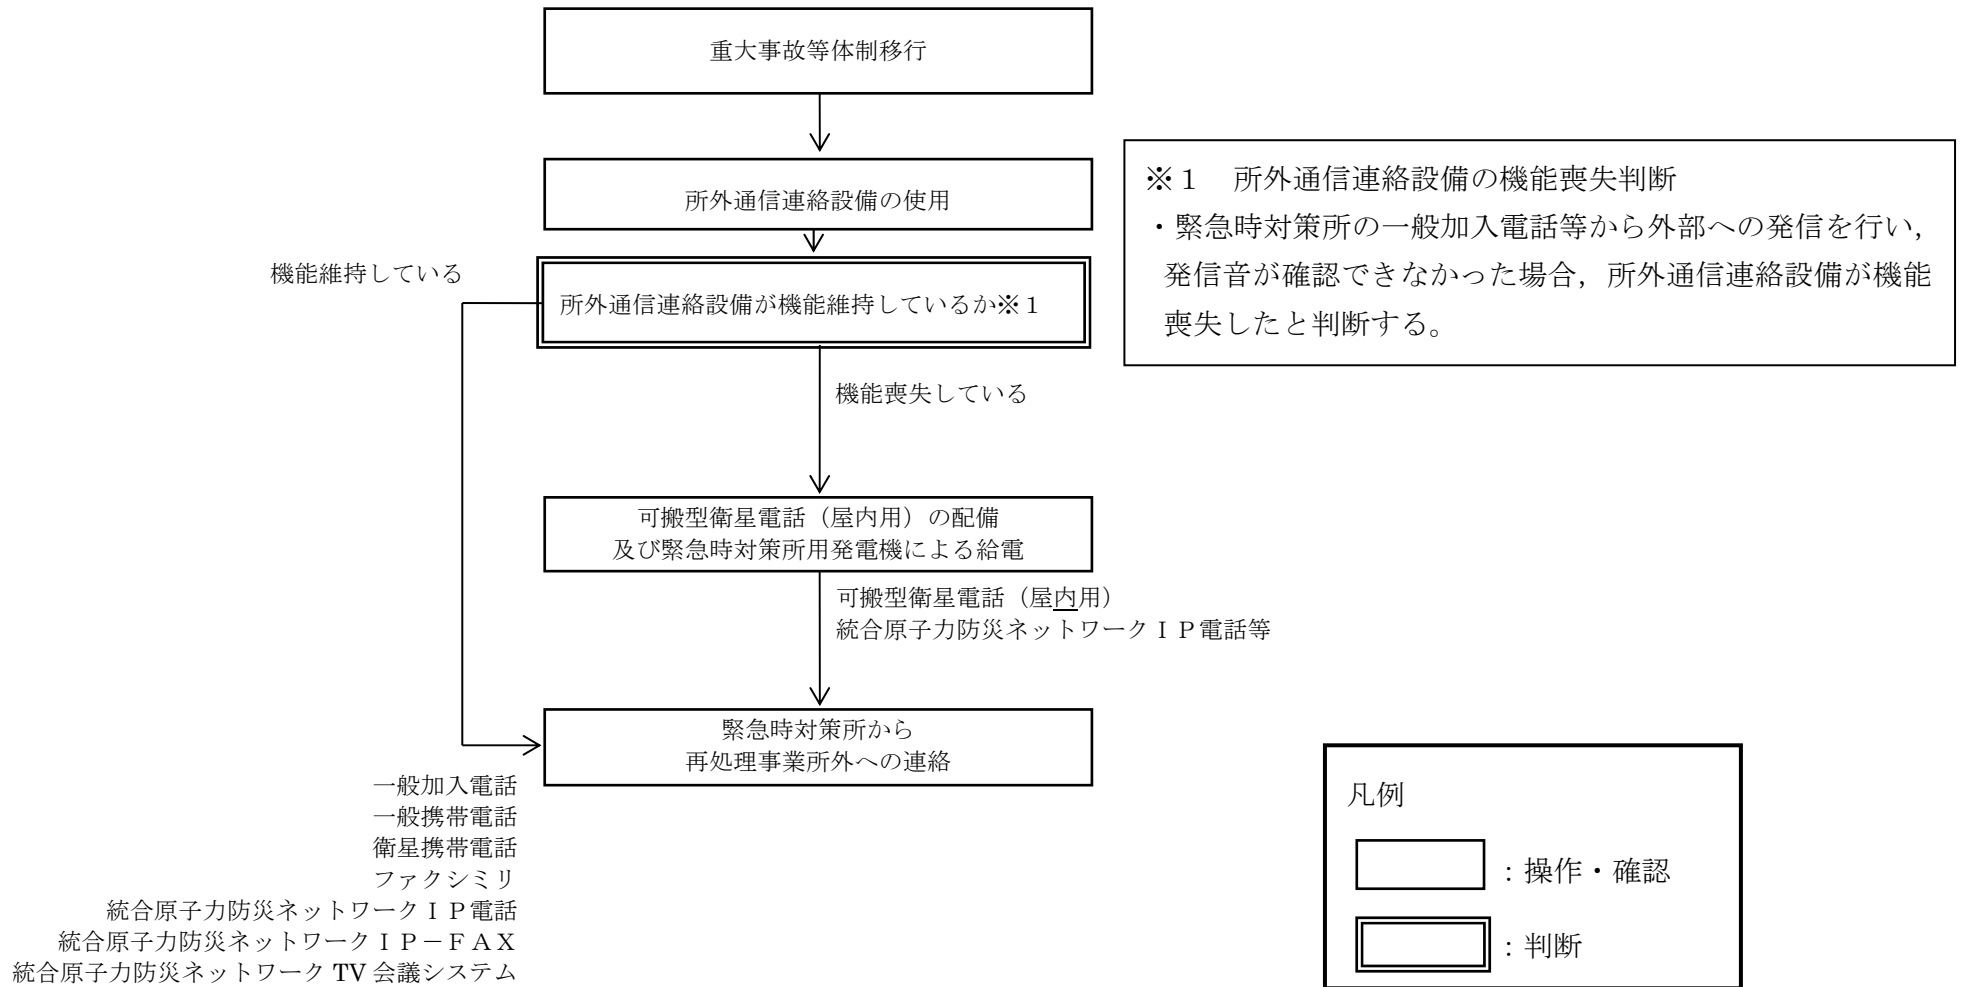 重大事故等体制移行
所外通信連絡設備の使用
※１　所外通信連絡設備の機能喪失判断
・緊急時対策所の一般加入電話等から外部への発信を行い，
発信音が確認できなかった場合，所外通信連絡設備が機能
喪失したと判断する。
機能維持している
所外通信連絡設備が機能維持しているか※１
機能喪失している
可搬型衛星電話（屋内用）の配備
及び緊急時対策所用発電機による給電
可搬型衛星電話（屋内用）
統合原子力防災ネットワークＩＰ電話等
緊急時対策所から
再処理事業所外への連絡
一般加入電話
一般携帯電話
衛星携帯電話
ファクシミリ
統合原子力防災ネットワークＩＰ電話
統合原子力防災ネットワークＩＰ－ＦＡＸ
統合原子力防災ネットワーク TV 会議システム
凡例
：操作・確認
：判断